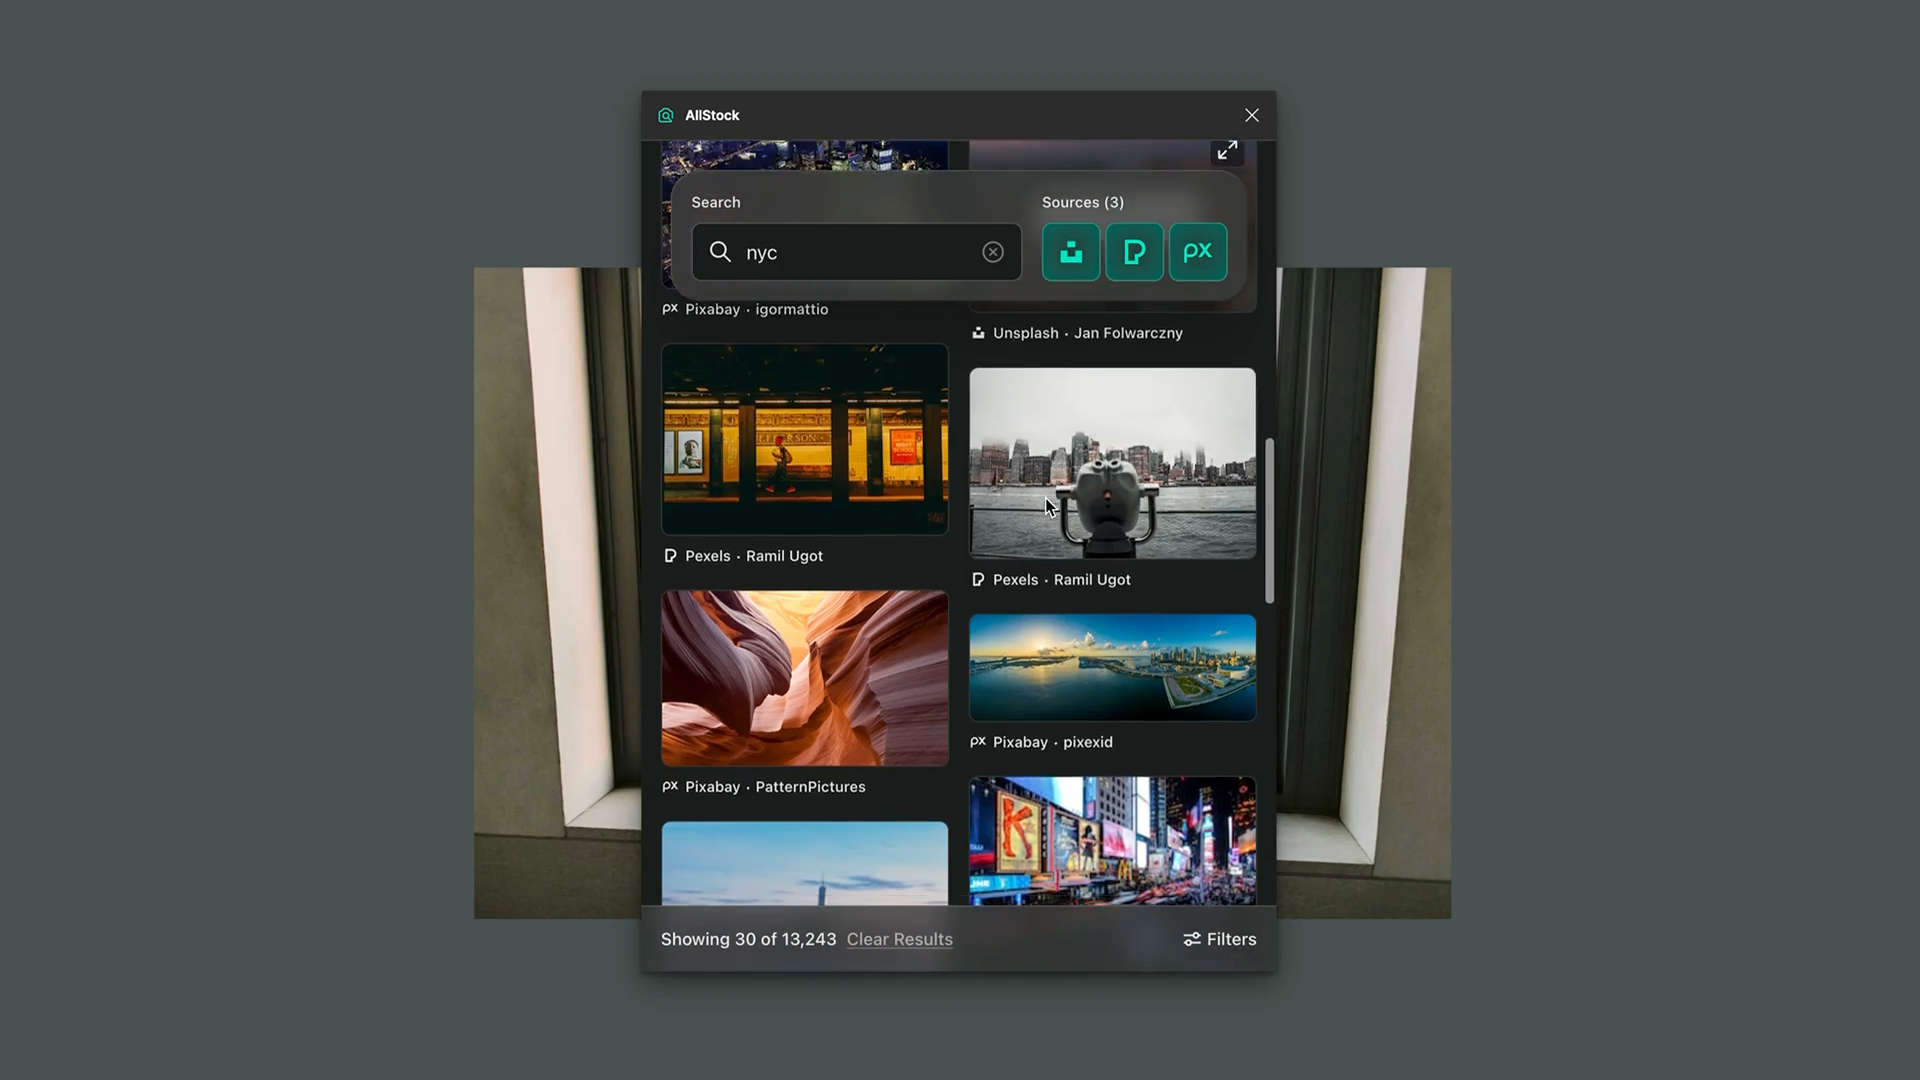 AllStock
Search
Sources (3)
nyc
Pixabay · igormattio
Unsplash · Jan Folwarczny
Pexels · Ramil Ugot
Pexels · Ramil Ugot
Pixabay · pixexid
Pixabay · PatternPictures
Showing 30 of 13,243 Clear Results
Filters